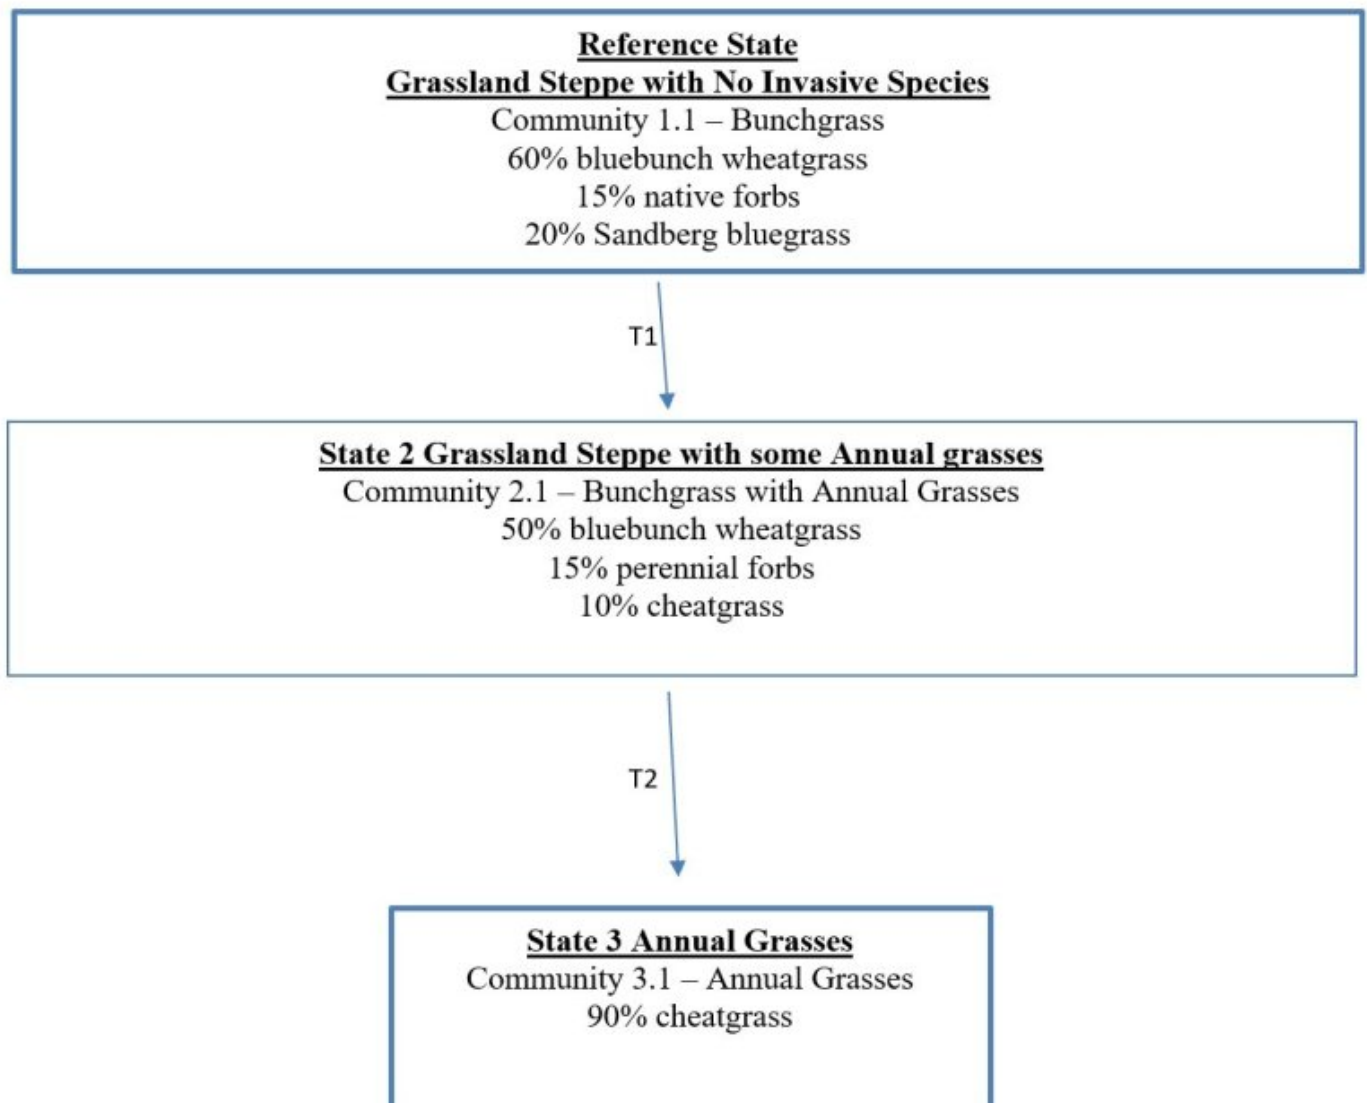 Reference State
Grassland Steppe with No Invasive Species
Community 1.1 – Bunchgrass
60% bluebunch wheatgrass
15% native forbs
20% Sandberg bluegrass
T1
State 2 Grassland Steppe with some Annual grasses
Community 2.1 – Bunchgrass with Annual Grasses
50% bluebunch wheatgrass
15% perennial forbs
10% cheatgrass
T2
State 3 Annual Grasses
Community 3.1 – Annual Grasses
90% cheatgrass